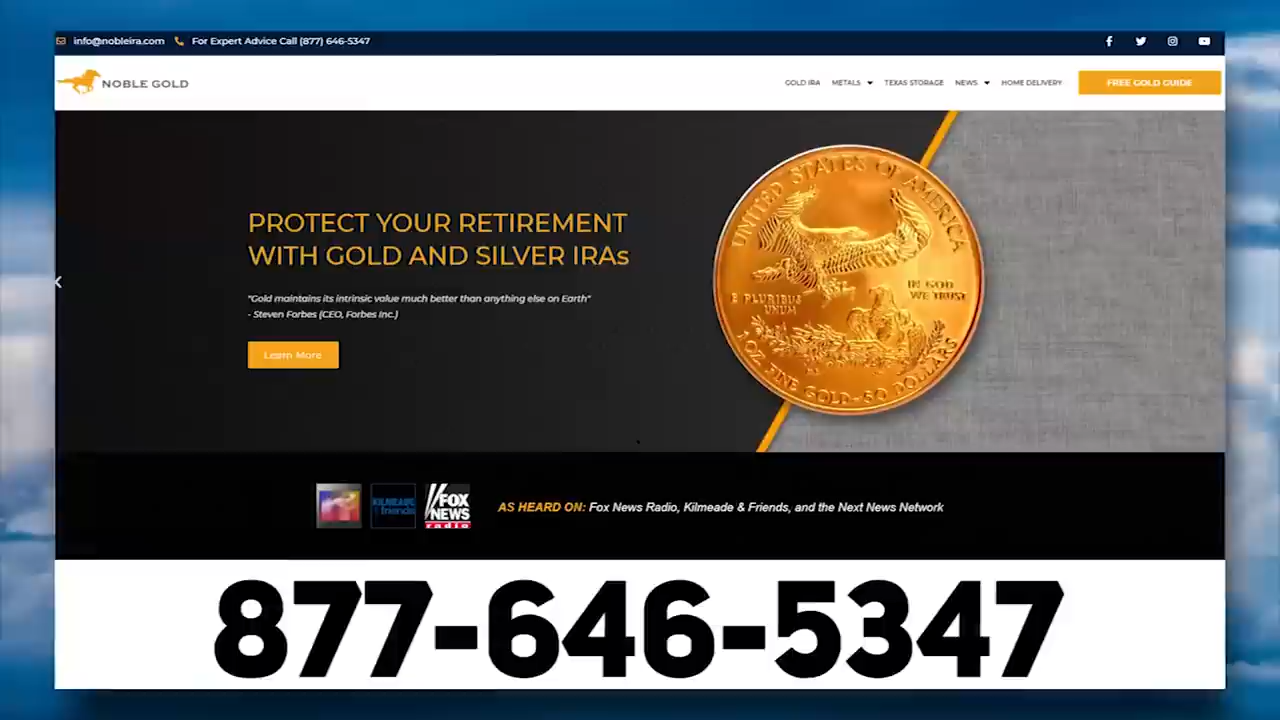 info@nobleira.com For Expert Advice Call (877) 646-5347
NOBLE GOLD
GOLD IRA METALS TEXAS STORAGE NEWS HOME DELIVERY FREE GOLD GUIDE
PROTECT YOUR RETIREMENT
WITH GOLD AND SILVER IRAs
"Gold maintains its intrinsic value much better than anything else on Earth"
- Steven Forbes (CEO, Forbes Inc.)
Learn More
UNITED STATES OF AMERICA
E PLURIBUS
UNUM
IN GOD
WE TRUST
1 OZ. FINE GOLD~50 DOLLARS
KILMEADE
& friends
FOX
NEWS
radio
AS HEARD ON: Fox News Radio, Kilmeade & Friends, and the Next News Network
877-646-5347